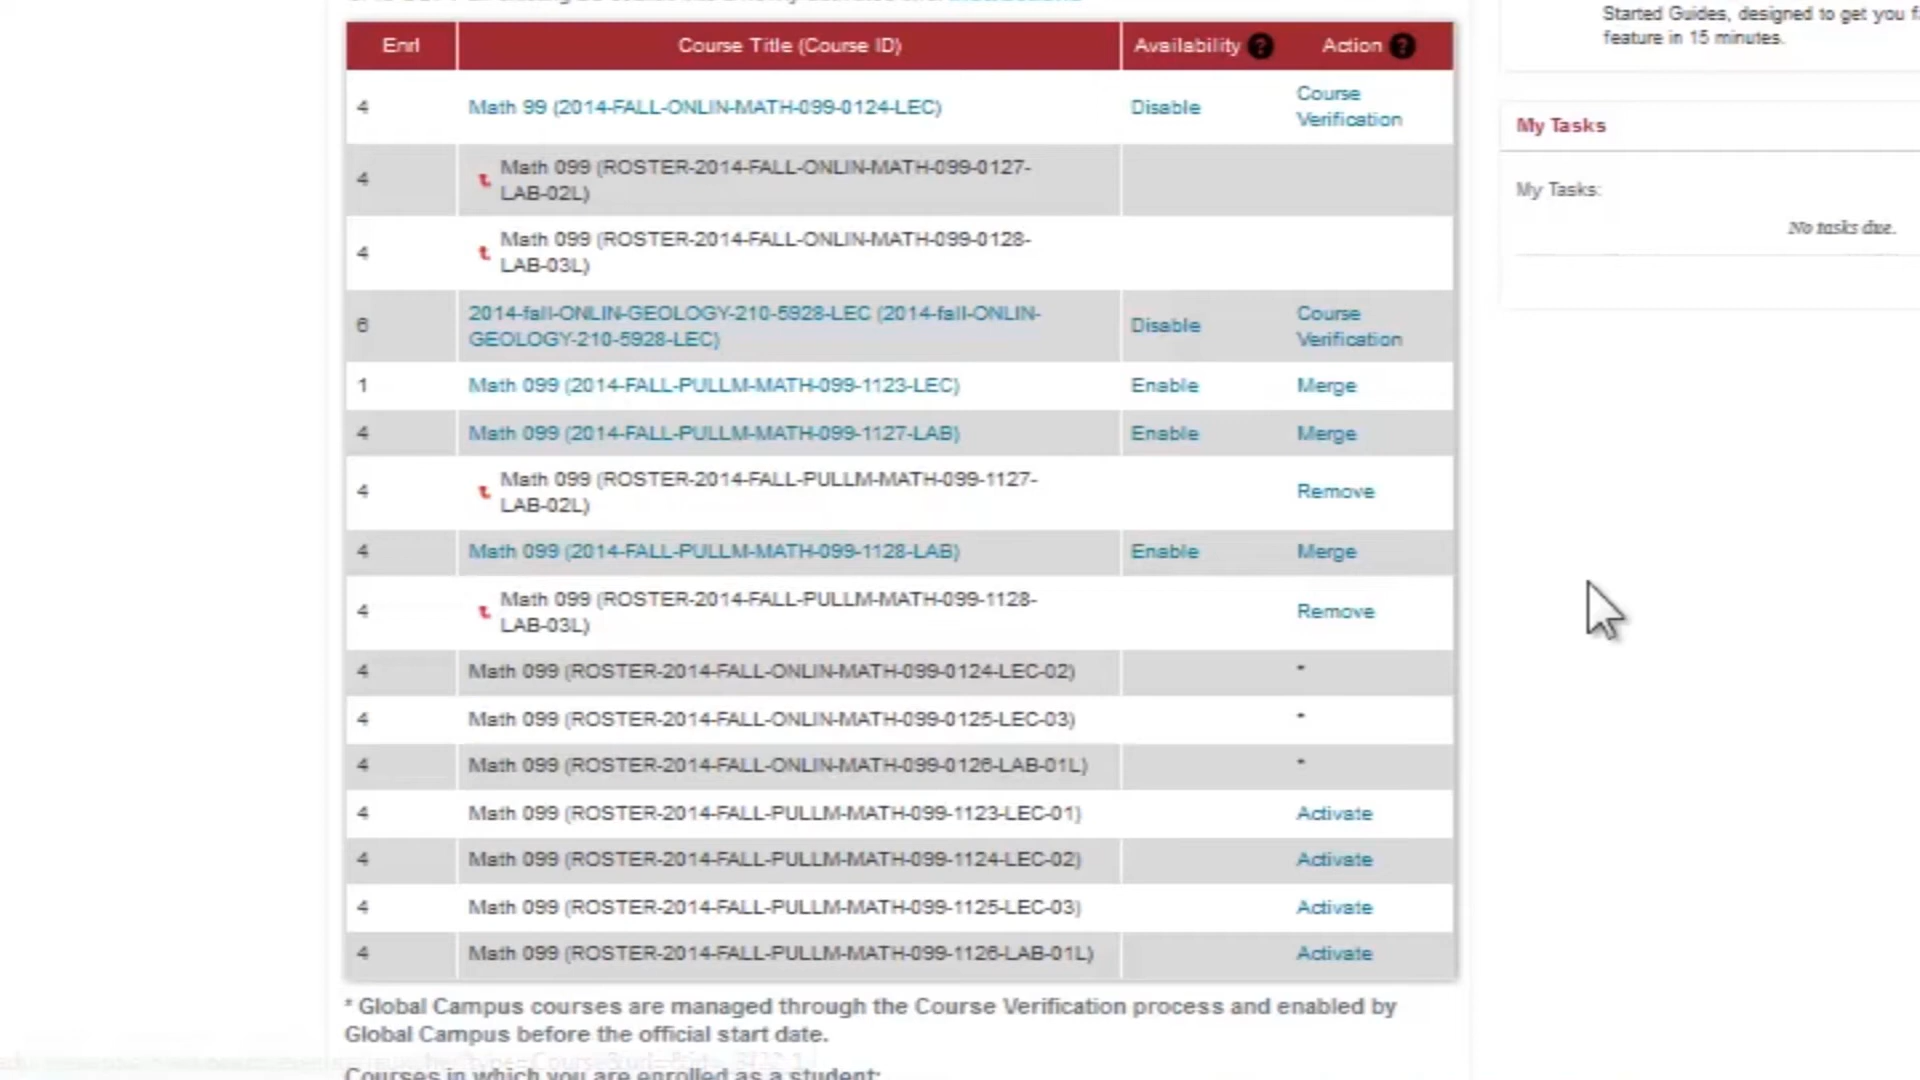 Started Guides, designed to get you
feature in 15 minutes.
Enrl Course Title (Course ID) Availability ? Action ?
4 Math 99 (2014-FALL-ONLIN-MATH-099-0124-LEC) Disable Course
Verification
4 Math 099 (ROSTER-2014-FALL-ONLIN-MATH-099-0127-
LAB-02L)
4 Math 099 (ROSTER-2014-FALL-ONLIN-MATH-099-0128-
LAB-03L)
6 2014-fall-ONLIN-GEOLOGY-210-5928-LEC (2014-fall-ONLIN-
GEOLOGY-210-5928-LEC) Disable Course
Verification
1 Math 099 (2014-FALL-PULLM-MATH-099-1123-LEC) Enable Merge
4 Math 099 (2014-FALL-PULLM-MATH-099-1127-LAB) Enable Merge
4 Math 099 (ROSTER-2014-FALL-PULLM-MATH-099-1127-
LAB-02L) Remove
4 Math 099 (2014-FALL-PULLM-MATH-099-1128-LAB) Enable Merge
4 Math 099 (ROSTER-2014-FALL-PULLM-MATH-099-1128-
LAB-03L) Remove
4 Math 099 (ROSTER-2014-FALL-ONLIN-MATH-099-0124-LEC-02) *
4 Math 099 (ROSTER-2014-FALL-ONLIN-MATH-099-0125-LEC-03) *
4 Math 099 (ROSTER-2014-FALL-ONLIN-MATH-099-0126-LAB-01L) *
4 Math 099 (ROSTER-2014-FALL-PULLM-MATH-099-1123-LEC-01) Activate
4 Math 099 (ROSTER-2014-FALL-PULLM-MATH-099-1124-LEC-02) Activate
4 Math 099 (ROSTER-2014-FALL-PULLM-MATH-099-1125-LEC-03) Activate
4 Math 099 (ROSTER-2014-FALL-PULLM-MATH-099-1126-LAB-01L) Activate
* Global Campus courses are managed through the Course Verification process and enabled by
Global Campus before the official start date.
Courses in which you are enrolled as a student:
My Tasks
My Tasks:
No tasks due.